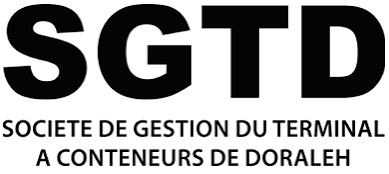 SGTD
SOCIETE DE GESTION DU TERMINAL
A CONTENEURS DE DORALEH